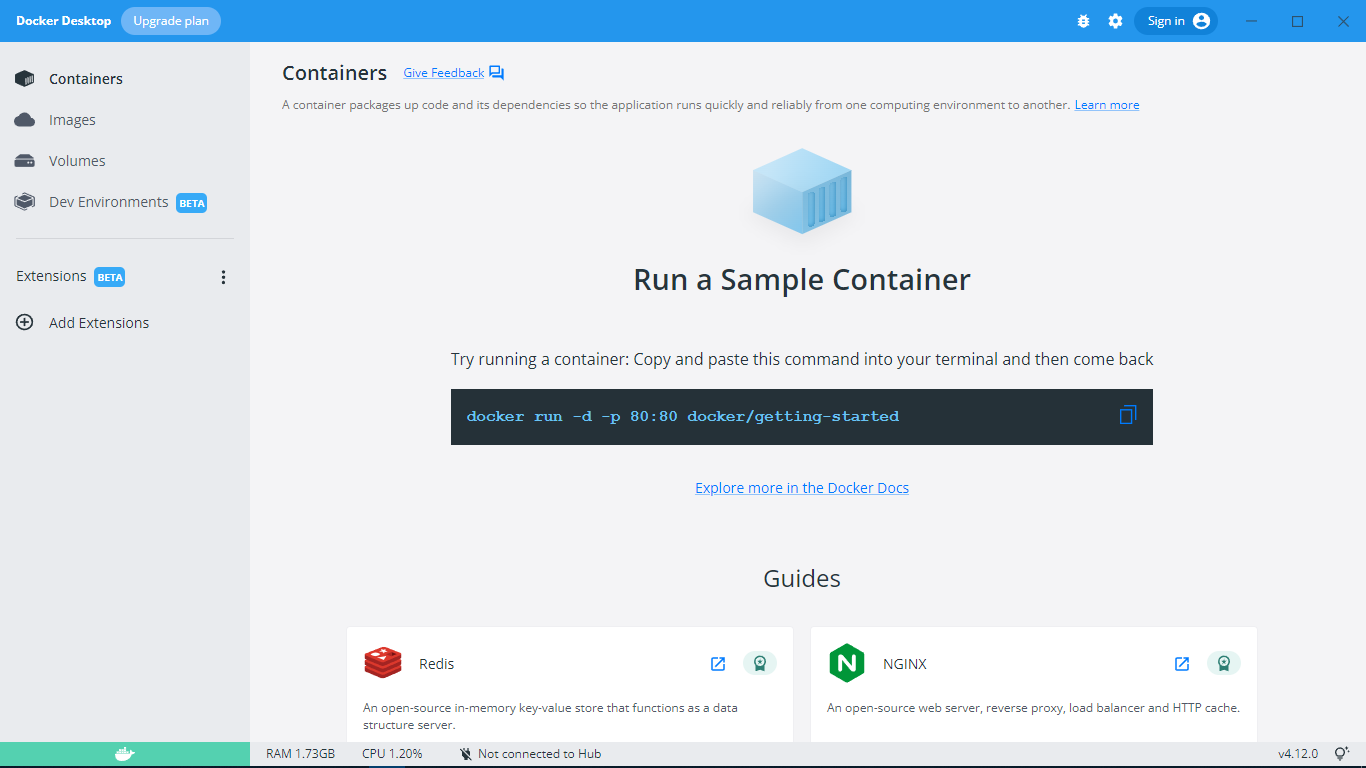 Docker Desktop Upgrade plan Sign in
Containers
Images
Volumes
Dev Environments BETA
Extensions BETA
Add Extensions
Containers Give Feedback
A container packages up code and its dependencies so the application runs quickly and reliably from one computing environment to another. Learn more
Run a Sample Container
Try running a container: Copy and paste this command into your terminal and then come back
docker run -d -p 80:80 docker/getting-started
Explore more in the Docker Docs
Guides
Redis
An open-source in-memory key-value store that functions as a data
structure server.
N NGINX
An open-source web server, reverse proxy, load balancer and HTTP cache.
RAM 1.73GB CPU 1.20% Not connected to Hub v4.12.0